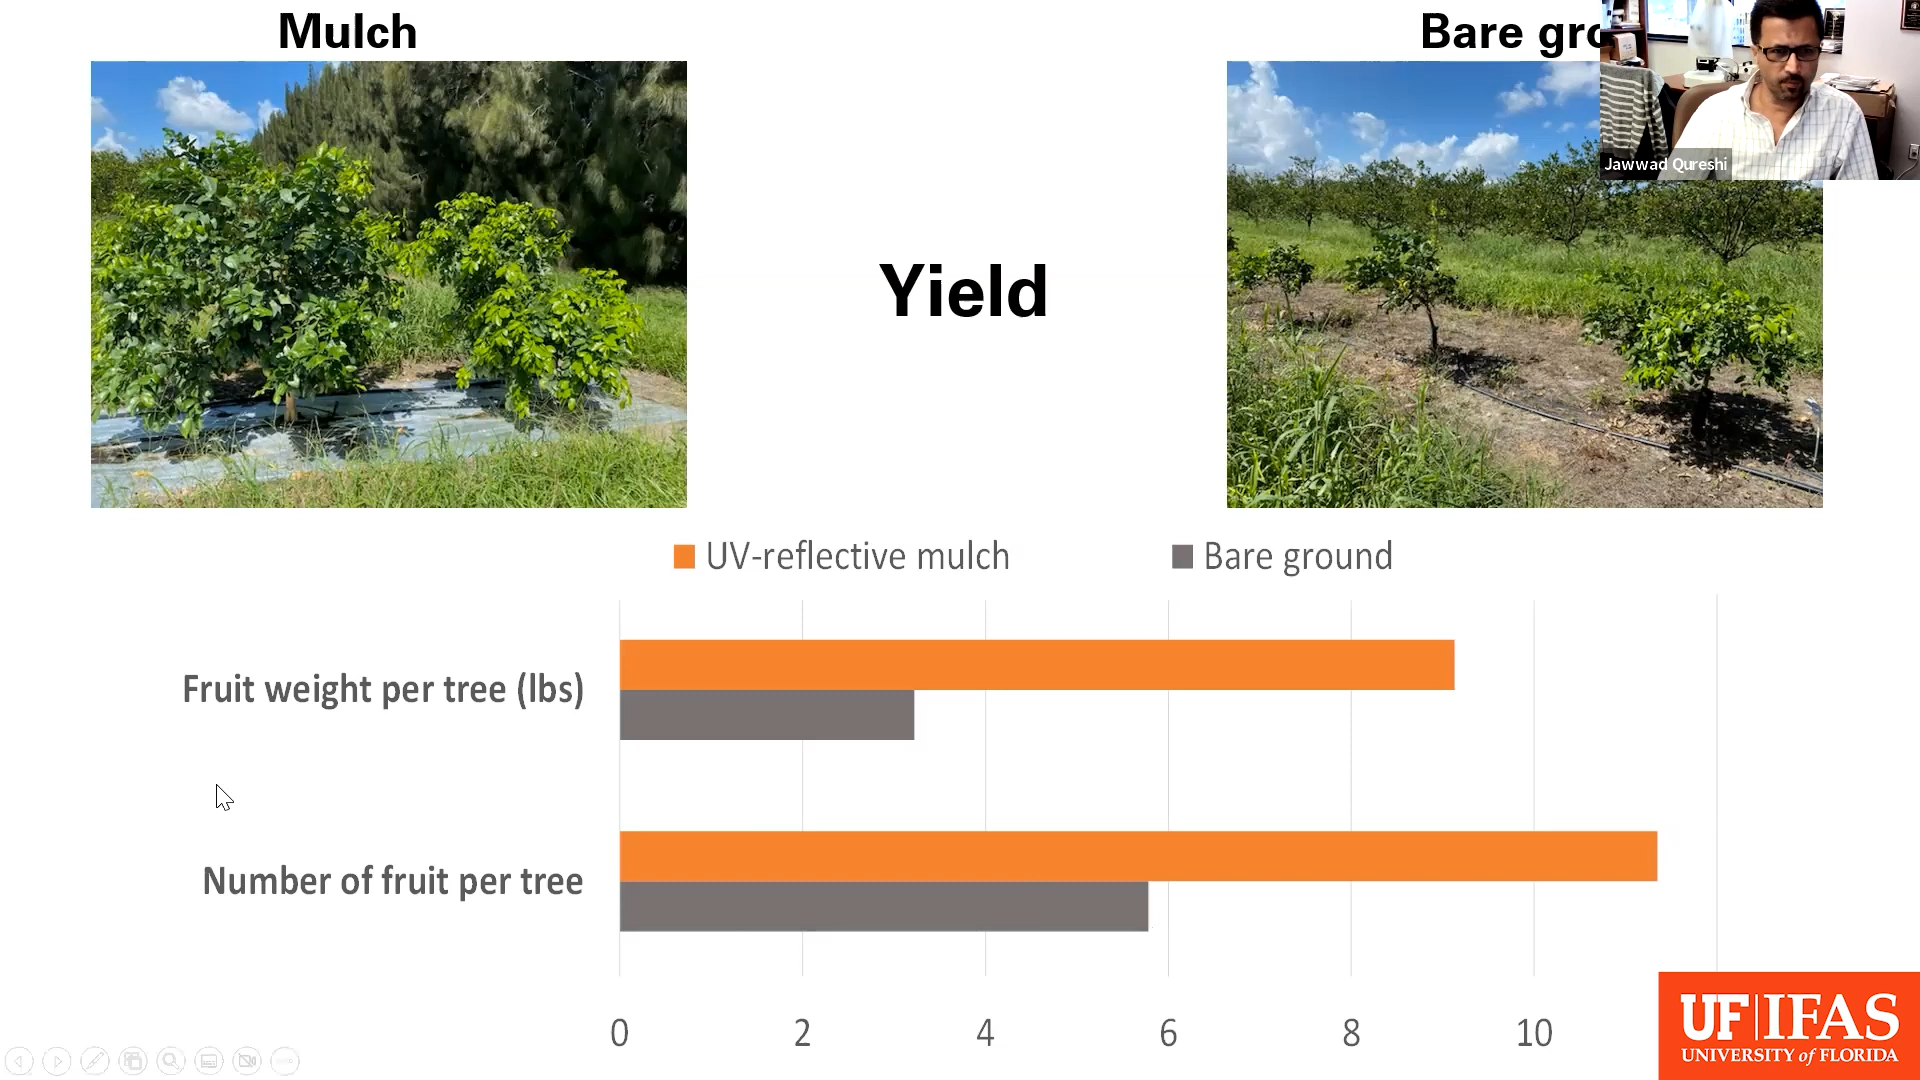 Mulch
Bare gro
Jawwad Qureshi
Yield
UV-reflective mulch
Bare ground
Fruit weight per tree (lbs)
Number of fruit per tree
0 2 4 6 8 10
UF|IFAS
UNIVERSITY of FLORIDA